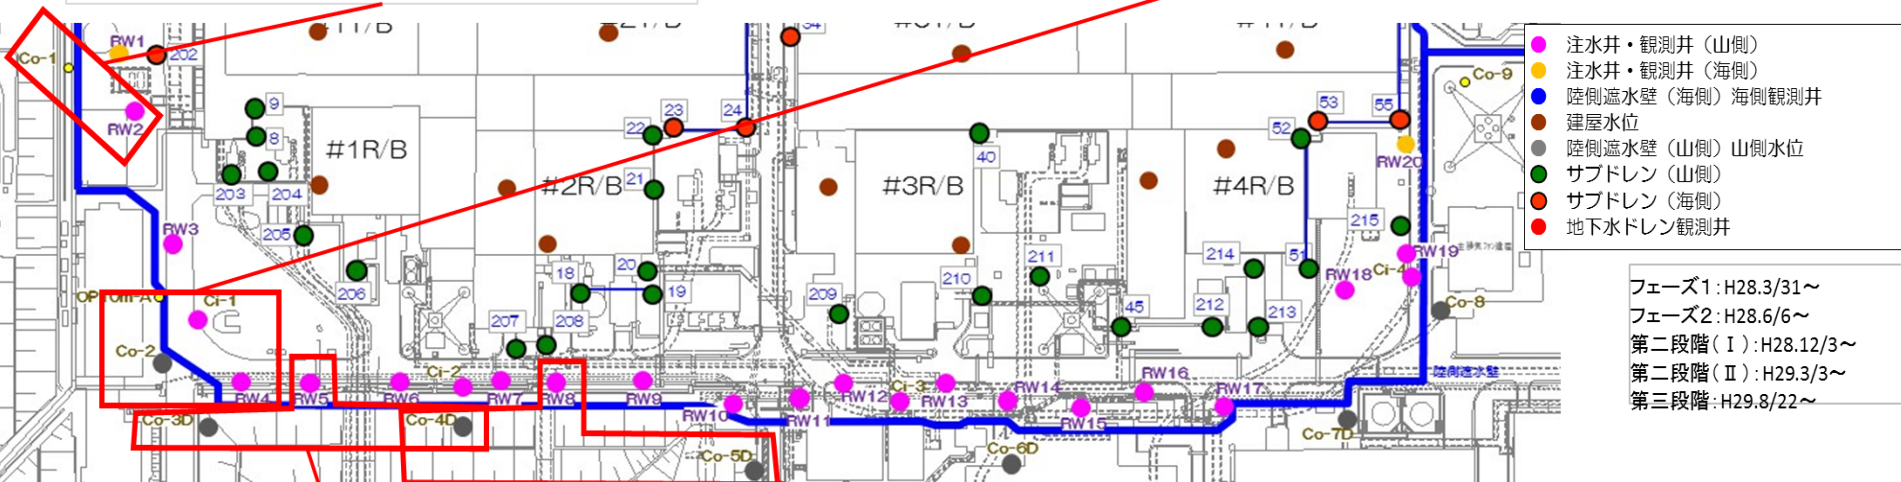 34
Co-1
RW1
202
RW2
9
8
203
204
205
206
#1R/B
22
23
24
21
#2R/B
#3R/B
40
#4R/B
52
53
55
RW20
Co-9
215
RW3
OP10m-A
Ci-1
Co-2
18
20
19
207
208
209
210
211
45
212
214
213
51
RW18
Ci-4
RW19
Co-8
RW4
RW5
RW6
Ci-2
RW7
RW8
RW9
RW10
RW11
RW12
Ci-3
RW13
RW14
RW15
RW16
RW17
陸側遮水壁
Co-3D
Co-4D
Co-5D
Co-6D
Co-7D
注水井・観測井（山側）
注水井・観測井（海側）
陸側遮水壁（海側）海側観測井
建屋水位
陸側遮水壁（山側）山側水位
サブドレン（山側）
サブドレン（海側）
地下水ドレン観測井
フェーズ１：H28.3/31～
フェーズ２：H28.6/6～
第二段階（Ⅰ）：H28.12/3～
第二段階（Ⅱ）：H29.3/3～
第三段階：H29.8/22～